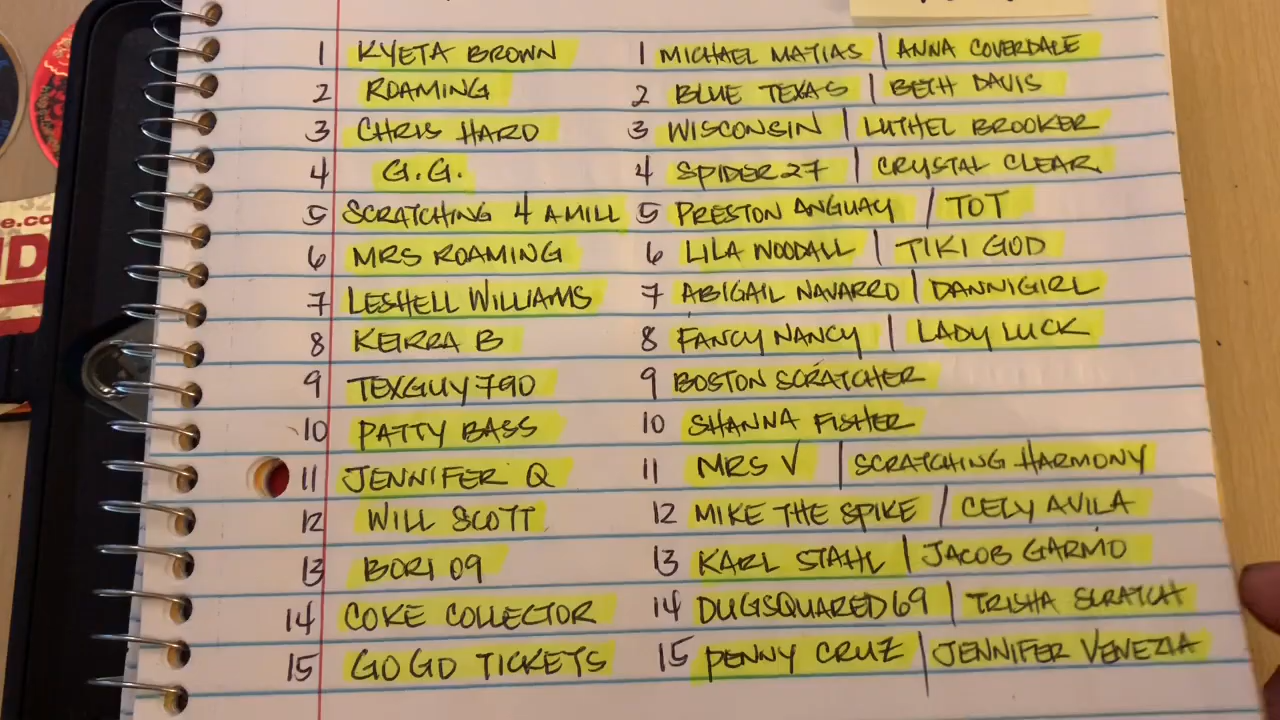 1 KYETA BROWN 1 MICHAEL MATIAS | ANNA COVERDALE
2 ROAMING 2 BLUE TEXAS | BETH DAVIS
3 CHRIS HARD 3 WISCONSIN | LUTHEL BROOKER
4 G.G. 4 SPIDER27 | CRYSTAL CLEAR
5 SCRATCHING 4 A MILL 5 PRESTON ANGUAY | TOT
6 MRS ROAMING 6 LILA WOODALL | TIKI GOD
7 LESHELL WILLIAMS 7 ABIGAIL NAVARRO | DANNIGIRL
8 KEIRRA B 8 FANCY NANCY | LADY LUCK
9 TEXGUY790 9 BOSTON SCRATCHER
10 PATTY BASS 10 SHANNA FISHER
11 JENNIFER Q 11 MRS V | SCRATCHING HARMONY
12 WILL SCOTT 12 MIKE THE SPIKE | CELY AVILA
13 BORI 09 13 KARL STAHL | JACOB GARMO
14 COKE COLLECTOR 14 DUGSQUARED69 | TRISHA SCRATCH
15 GO GO TICKETS 15 PENNY CRUZ | JENNIFER VENEZIA